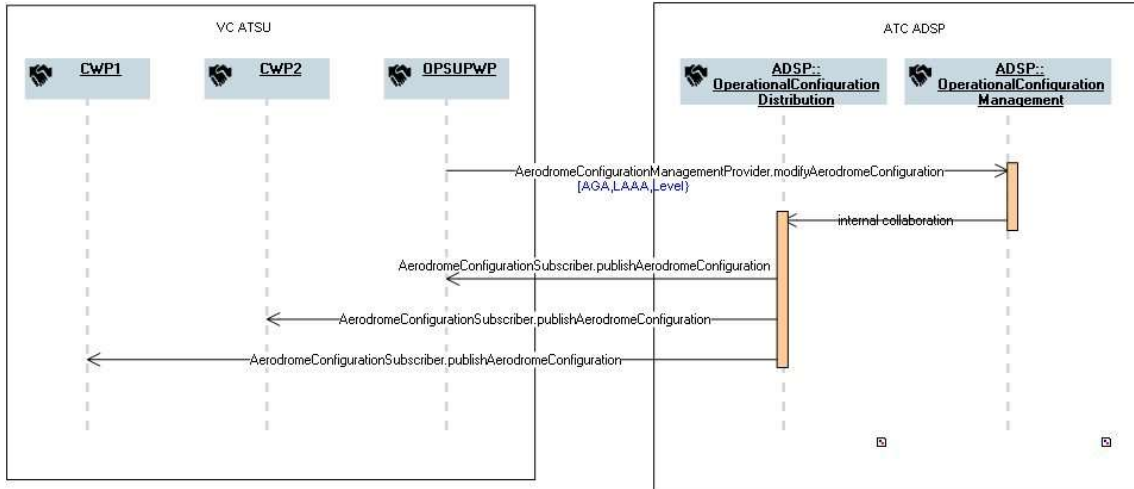 VC ATSU
ATC ADSP
CWP1
CWP2
OPSUPWP
ADSP::
OperationalConfiguration
Distribution
ADSP::
OperationalConfiguration
Management
AerodromeConfigurationManagementProvider.modifyAerodromeConfiguration
[AGA,LAAA,Level}
internal collaboration
AerodromeConfigurationSubscriber.publishAerodromeConfiguration
AerodromeConfigurationSubscriber.publishAerodromeConfiguration
AerodromeConfigurationSubscriber.publishAerodromeConfiguration